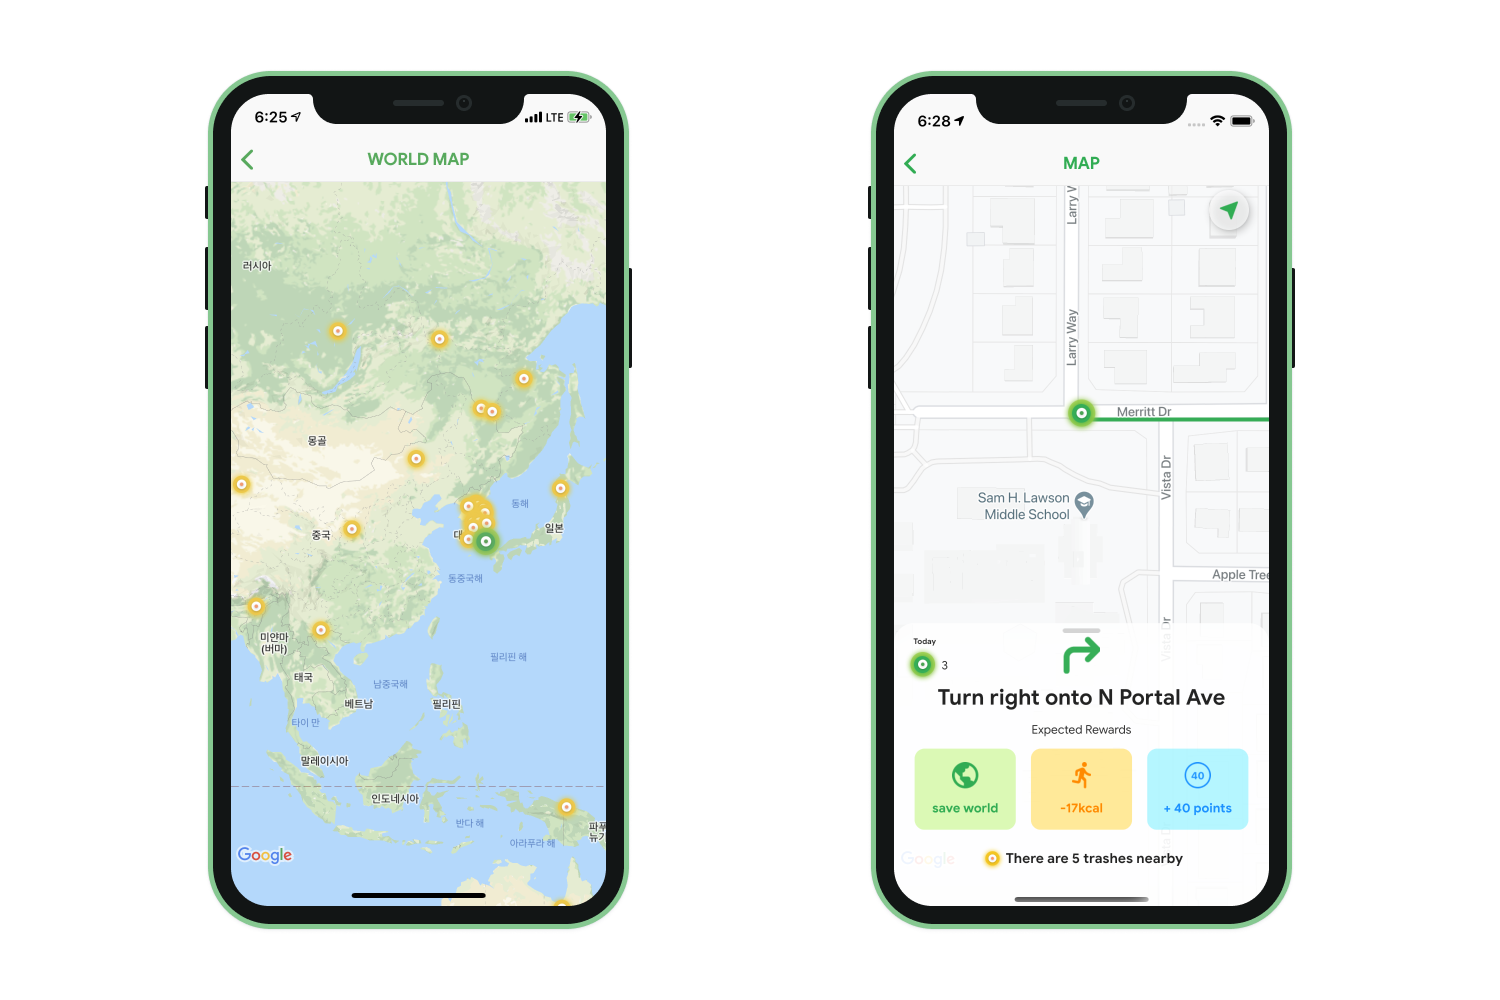 6:25
LTE
WORLD MAP
러시아
몽골
동해
중국
대
일본
동중국해
미얀마
(버마)
필리핀 해
태국
남중국해
베트남
필리핀
타이 만
말레이시아
인도네시아
반다 해
파푸
뉴기
아라푸라 해
Google
6:28
MAP
Larry W
Larry Way
Merritt Dr
Vista Dr
Sam H. Lawson
Middle School
Apple Tree
Vista Dr
Today
3
Turn right onto N Portal Ave
Expected Rewards
save world
-17kcal
40
+ 40 points
Google
There are 5 trashes nearby